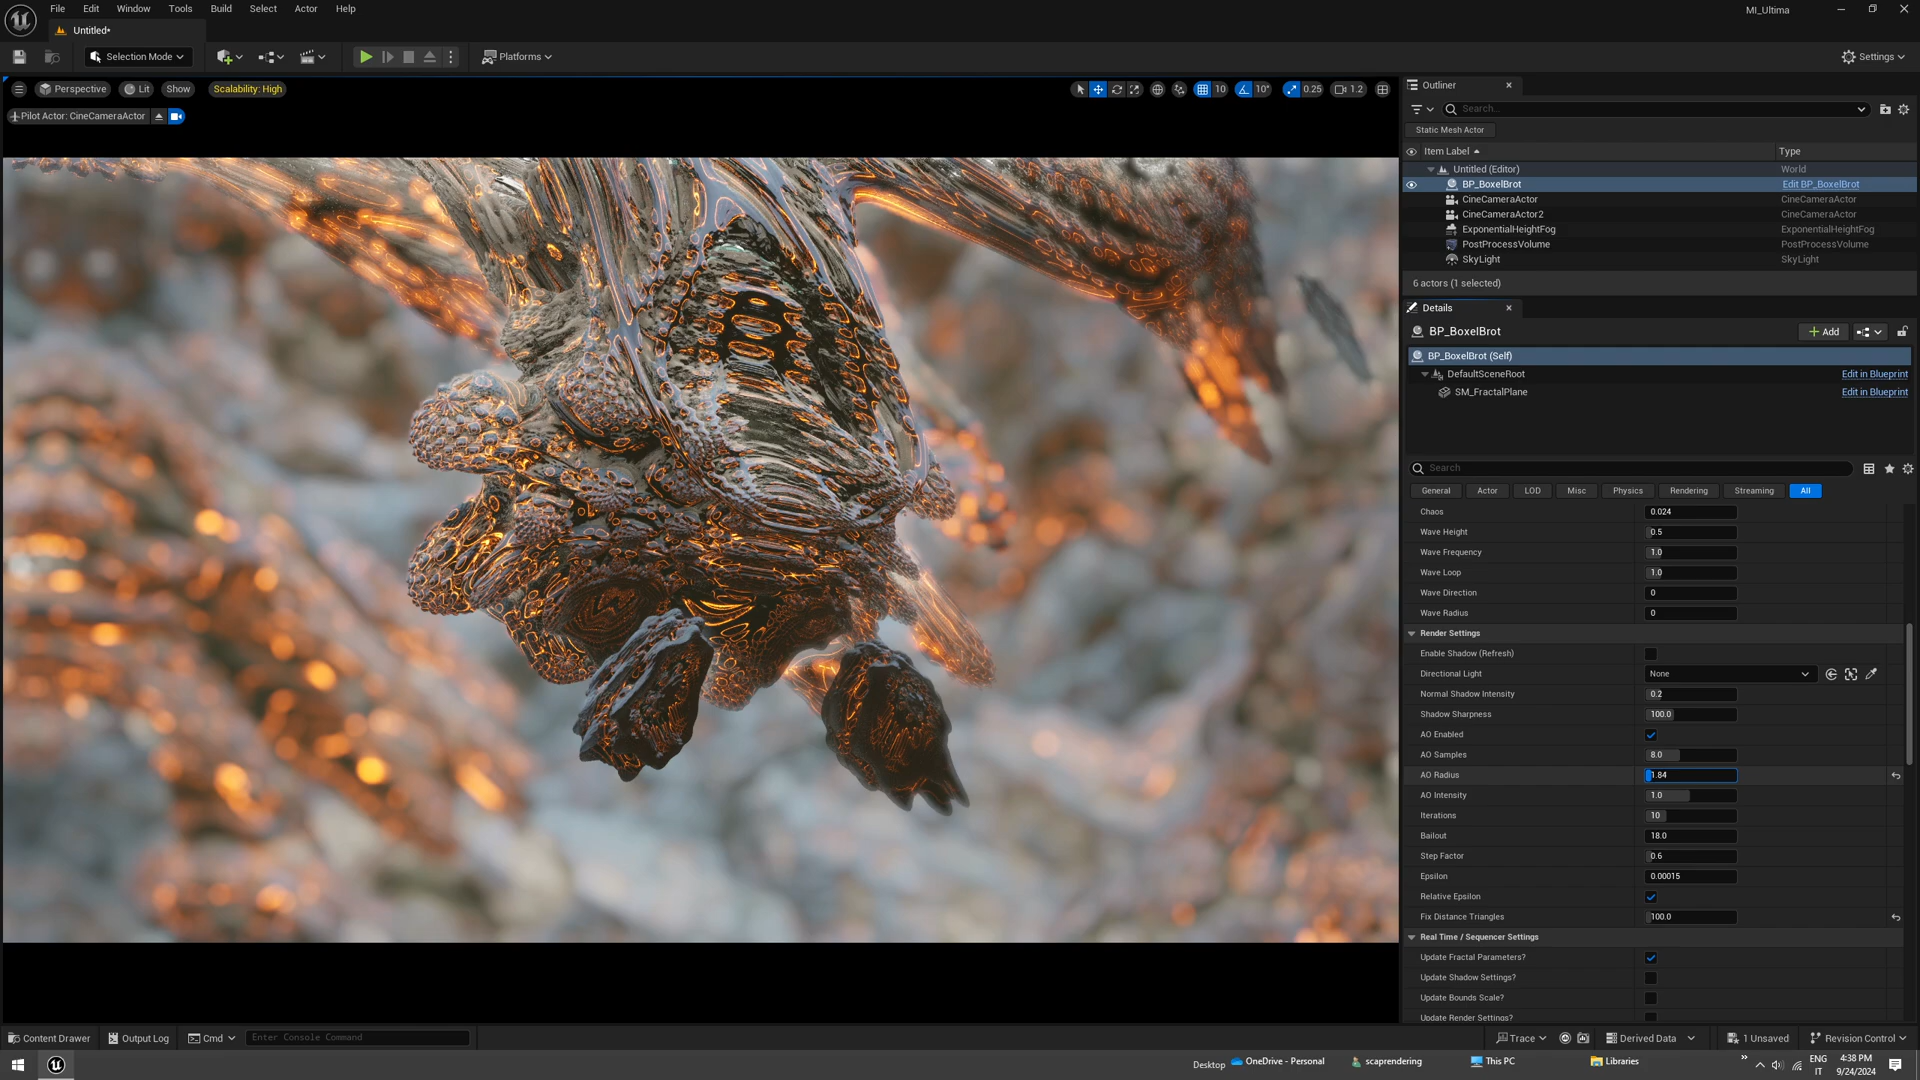 File Edit Window Tools Build Select Actor Help
MI_Ultima
Untitled•
Selection Mode
Platforms
Settings
Perspective Lit Show Scalability: High
10 10° 0.25 1.2
Pilot Actor: CineCameraActor
Outliner
Search...
Static Mesh Actor
Item Label Type
Untitled (Editor) World
BP_BoxelBrot Edit BP_BoxelBrot
CineCameraActor CineCameraActor
CineCameraActor2 CineCameraActor
ExponentialHeightFog ExponentialHeightFog
PostProcessVolume PostProcessVolume
SkyLight SkyLight
6 actors (1 selected)
Details
BP_BoxelBrot
Add
BP_BoxelBrot (Self)
DefaultSceneRoot Edit in Blueprint
SM_FractalPlane Edit in Blueprint
Search
General Actor LOD Misc Physics Rendering Streaming All
Chaos 0.024
Wave Height 0.5
Wave Frequency 1.0
Wave Loop 1.0
Wave Direction 0
Wave Radius 0
Render Settings
Enable Shadow (Refresh)
Directional Light None
Normal Shadow Intensity 0.2
Shadow Sharpness 100.0
AO Enabled
AO Samples 8.0
AO Radius 1.84
AO Intensity 1.0
Iterations 10
Bailout 18.0
Step Factor 0.6
Epsilon 0.00015
Relative Epsilon
Fix Distance Triangles 100.0
Real Time / Sequencer Settings
Update Fractal Parameters?
Update Shadow Settings?
Update Bounds Scale?
Update Render Settings?
Content Drawer Output Log Cmd Enter Console Command
Trace Derived Data 1 Unsaved Revision Control
Desktop OneDrive - Personal scaprendering This PC Libraries
ENG 4:38 PM
IT 9/24/2024